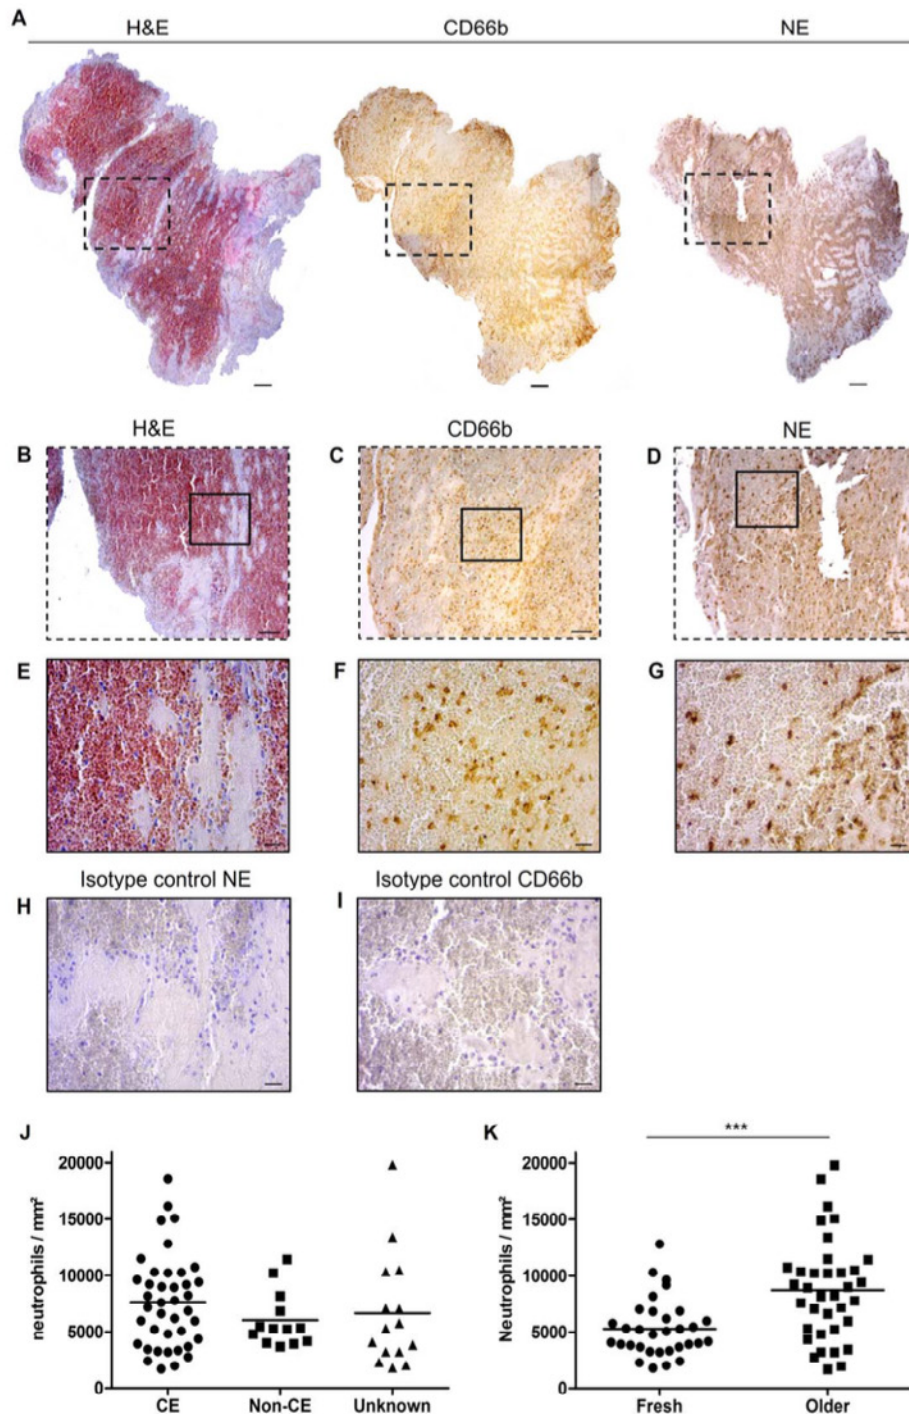 A
H&E CD66b NE
H&E CD66b NE
B C D
E F G
Isotype control NE Isotype control CD66b
H I
J K
***
20000 20000
15000 15000
10000 10000
5000 5000
0 0
neutrophils / mm²
Neutrophils / mm²
CE Non-CE Unknown Fresh Older